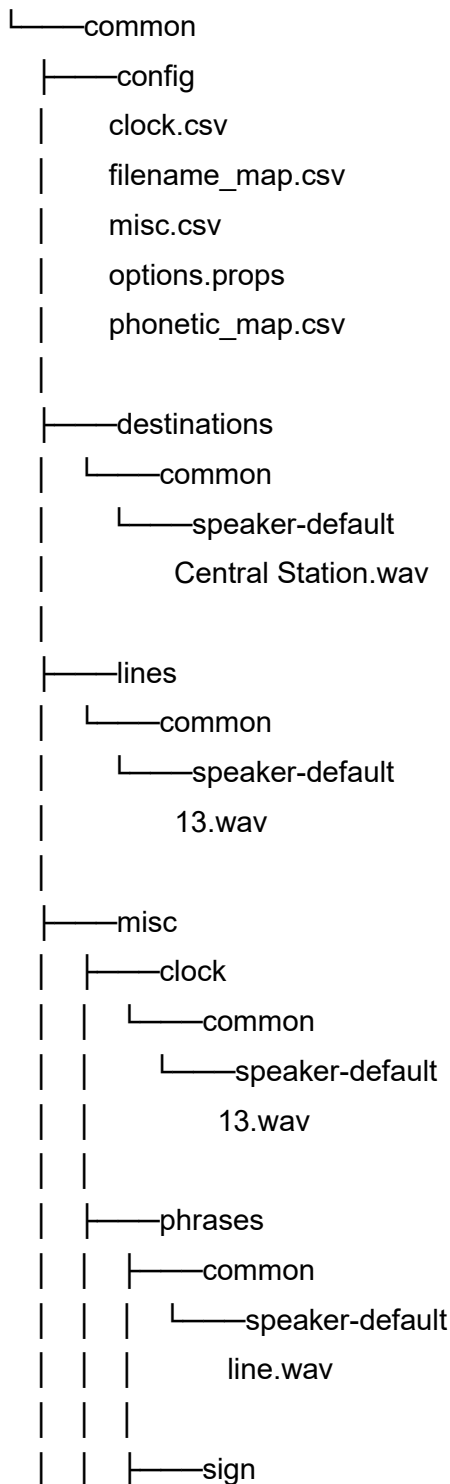 └───common
    ├───config
    │       clock.csv
    │       filename_map.csv
    │       misc.csv
    │       options.props
    │       phonetic_map.csv
    │
    ├───destinations
    │   └───common
    │       └───speaker-default
    │               Central Station.wav
    │
    ├───lines
    │   └───common
    │       └───speaker-default
    │               13.wav
    │
    ├───misc
    │   ├───clock
    │   │   └───common
    │   │       └───speaker-default
    │   │               13.wav
    │   │
    │   ├───phrases
    │   │   ├───common
    │   │   │   └───speaker-default
    │   │   │           line.wav
    │   │   │
    │   │   ├───sign